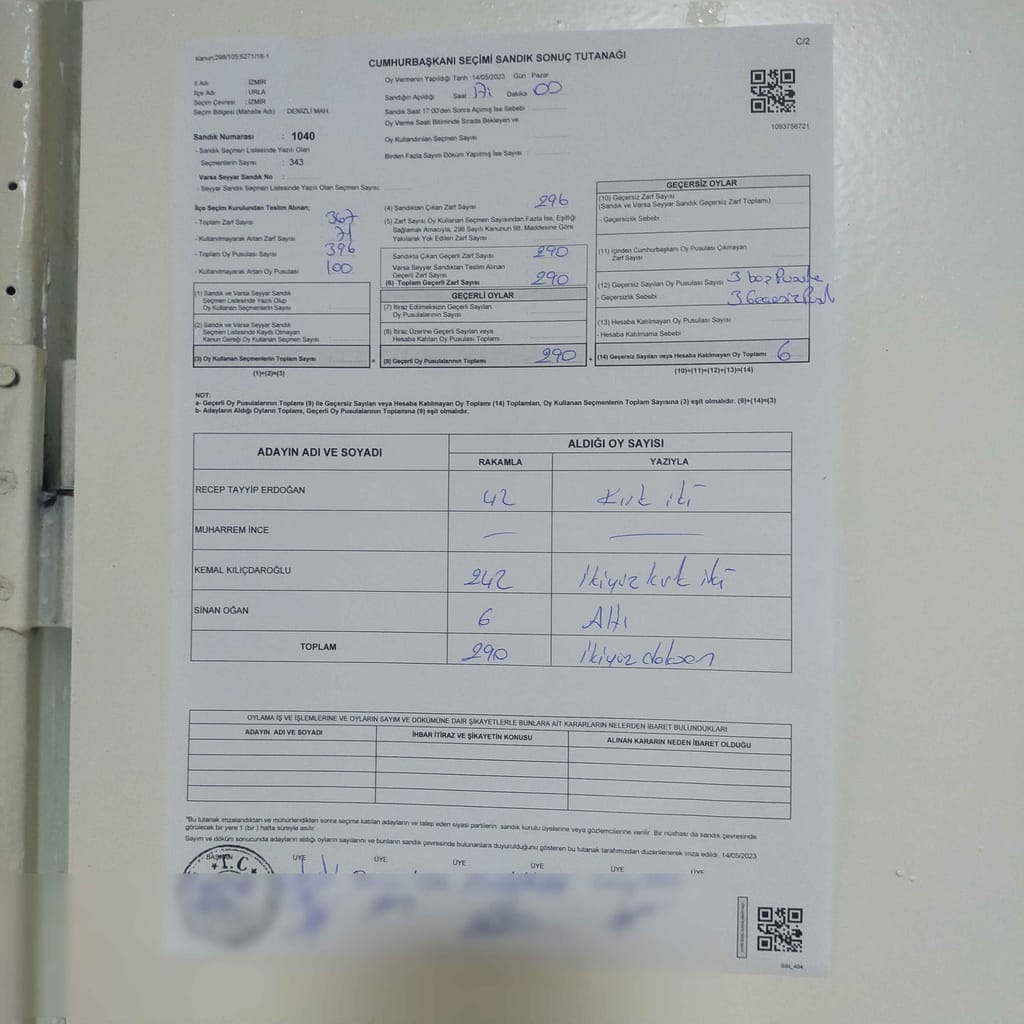 Kanun;298/105;6271/18-1
C/2
CUMHURBAŞKANI SEÇİMİ SANDIK SONUÇ TUTANAĞI
İl Adı : İZMİR
İlçe Adı : URLA
Seçim Çevresi : İZMİR
Seçim Bölgesi (Mahalle Adı) : DENİZLİ MAH.
Oy Vermenin Yapıldığı Tarih :14/05/2023 Gün : Pazar
Sandığın Açıldığı Saat 17 Dakika 00
Sandık Saat 17:00'den Sonra Açılmış İse Sebebi
Oy Verme Saati Bitiminde Sırada Bekleyen ve
Oy Kullandırılan Seçmen Sayısı
Birden Fazla Sayım Döküm Yapılmış İse Sayısı
1093756721
Sandık Numarası : 1040
- Sandık Seçmen Listesinde Yazılı Olan
Seçmenlerin Sayısı : 343
Varsa Seyyar Sandık No :
- Seyyar Sandık Seçmen Listesinde Yazılı Olan Seçmen Sayısı:
İlçe Seçim Kurulundan Teslim Alınan;
- Toplam Zarf Sayısı 367
- Kullanılmayarak Artan Zarf Sayısı 71
- Toplam Oy Pusulası Sayısı 396
- Kullanılmayarak Artan Oy Pusulası 100
(1) Sandık ve Varsa Seyyar Sandık
Seçmen Listesinde Yazılı Olup
Oy Kullanan Seçmenlerin Sayısı
(2) Sandık ve Varsa Seyyar Sandık
Seçmen Listesinde Kayıtlı Olmayan
Kanun Gereği Oy Kullanan Seçmen Sayısı
(3) Oy Kullanan Seçmenlerin Toplam Sayısı =
(1)+(2)=(3)
(4) Sandıktan Çıkan Zarf Sayısı 296
(5) Zarf Sayısı Oy Kullanan Seçmen Sayısından Fazla İse, Eşitliği
Sağlamak Amacıyla; 298 Sayılı Kanunun 98. Maddesine Göre
Yakılarak Yok Edilen Zarf Sayısı
Sandıkta Çıkan Geçerli Zarf Sayısı 290
Varsa Seyyar Sandıktan Teslim Alınan
Geçerli Zarf Sayısı
(6) Toplam Geçerli Zarf Sayısı 290
GEÇERLİ OYLAR
(7) İtiraz Edilmeksizin Geçerli Sayılan
Oy Pusulasının Sayısı
(8) İtiraz Üzerine Geçerli Sayılan veya
Hesaba Katılan Oy Pusulası Sayısı
(9) Geçerli Oy Pusulalarının Toplamı 290 +
GEÇERSİZ OYLAR
(10) Geçersiz Zarf Sayısı
(Sandık ve Varsa Seyyar Sandık Geçersiz Zarf Toplamı)
- Geçersizlik Sebebi
(11) İçinden Cumhurbaşkanı Oy Pusulası Çıkmayan
Zarf Sayısı
(12) Geçersiz Sayılan Oy Pusulası Sayısı 3 boş
- Geçersizlik Sebebi 3
(13) Hesaba Katılmayan Oy Pusulası Sayısı
- Hesaba Katılmama Sebebi
(14) Geçersiz Sayılan veya Hesaba Katılmayan Oy Toplamı 6
(10)+(11)+(12)+(13)=(14)
NOT:
a- Geçerli Oy Pusulalarının Toplamı (9) ile Geçersiz Sayılan veya Hesaba Katılmayan Oy Toplamı (14) Toplamları, Oy Kullanan Seçmenlerin Toplam Sayısına (3) eşit olmalıdır. (9)+(14)=(3)
b- Adayların Aldığı Oyların Toplamı, Geçerli Oy Pusulalarının Toplamına (9) eşit olmalıdır.
ADAYIN ADI VE SOYADI
ALDIĞI OY SAYISI
RAKAMLA YAZIYLA
RECEP TAYYİP ERDOĞAN 42 Kırk iki
MUHARREM İNCE — —
KEMAL KILIÇDAROĞLU 242 İkiyüz kırk iki
SİNAN OĞAN 6 Altı
TOPLAM 290 İkiyüz doksen
OYLAMA İŞ VE İŞLEMLERİNE VE OYLARIN SAYIM VE DÖKÜMÜNE DAİR ŞİKAYETLERLE BUNLARA AİT KARARLARIN NELERDEN İBARET BULUNDUKLARI
ADAYIN ADI VE SOYADI İHBAR İTİRAZ VE ŞİKAYETİN KONUSU ALINAN KARARIN NEDEN İBARET OLDUĞU
*Bu tutanak imzalandıktan ve mühürlendikten sonra seçime katılan adayların ve talep eden siyasi partilerin sandık kurulu üyelerine veya gözlemcilerine verilir. Bir nüshası da sandık çevresinde
görülecek bir yere 1 (bir ) hafta süreyle asılır.
Sayım ve döküm sonucunda adayların aldığı oyların sayılarını ve bunların sandık çevresinde bulunanlara duyurulduğunu gösteren bu tutanak tarafımızdan düzenlenerek imza edildi. 14/05/2023
BAŞKAN ÜYE ÜYE ÜYE ÜYE ÜYE ÜYE
T.C
SSI_404